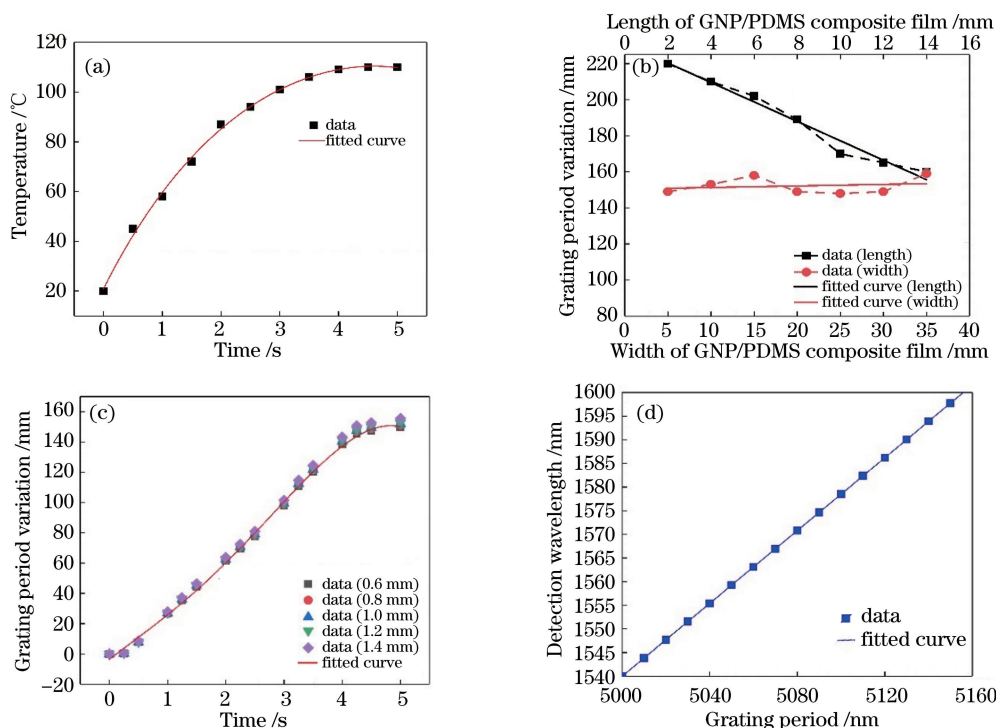 (a)
Temperature /℃
120
100
80
60
40
20
0
data
fitted curve
0 1 2 3 4 5
Time /s
Length of GNP/PDMS composite film /mm
0 2 4 6 8 10 12 14 16
(b)
Grating period variation /mm
220
200
180
160
140
120
100
80
data (length)
data (width)
fitted curve (length)
fitted curve (width)
0 5 10 15 20 25 30 35 40
Width of GNP/PDMS composite film /mm
(c)
Grating period variation /mm
160
140
120
100
80
60
40
20
0
−20
data (0.6 mm)
data (0.8 mm)
data (1.0 mm)
data (1.2 mm)
data (1.4 mm)
fitted curve
0 1 2 3 4 5
Time /s
(d)
Detection wavelength /nm
1600
1595
1590
1585
1580
1570
1560
1555
1550
1545
1540
data
fitted curve
5000 5040 5080 5120 5160
Grating period /nm